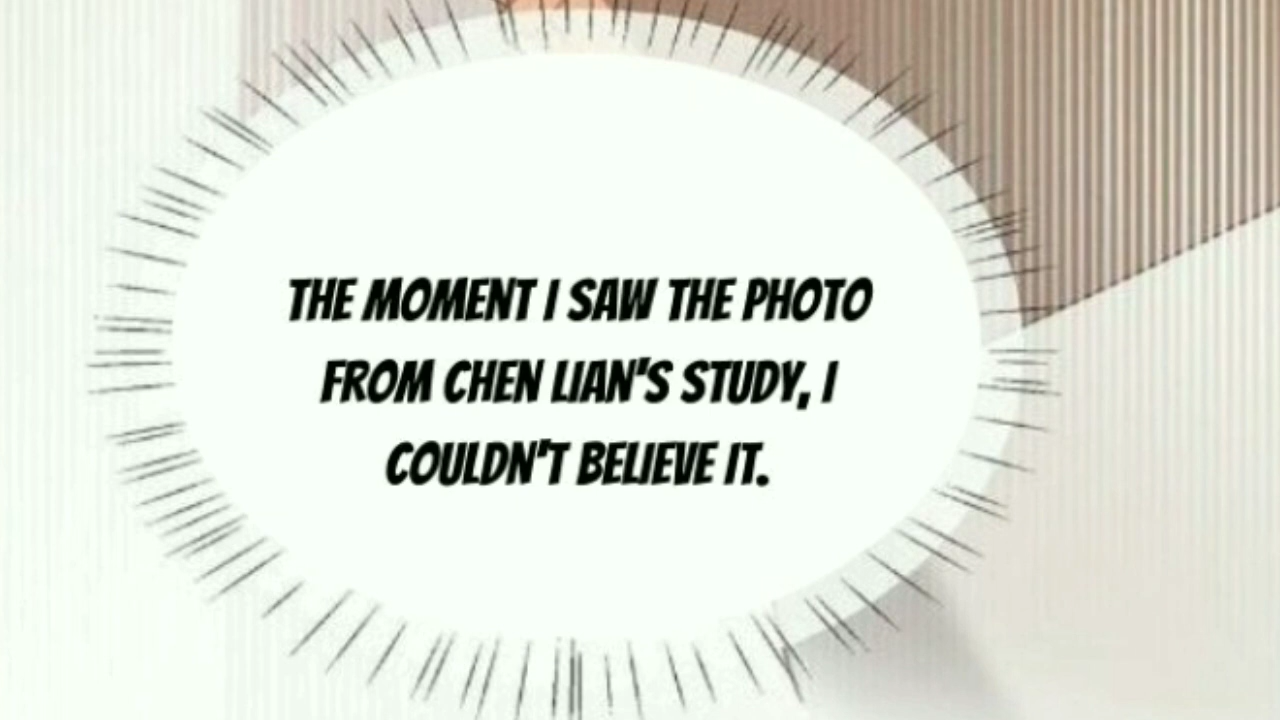 THE MOMENT I SAW THE PHOTO
FROM CHEN LIAN'S STUDY, I
COULDN'T BELIEVE IT.